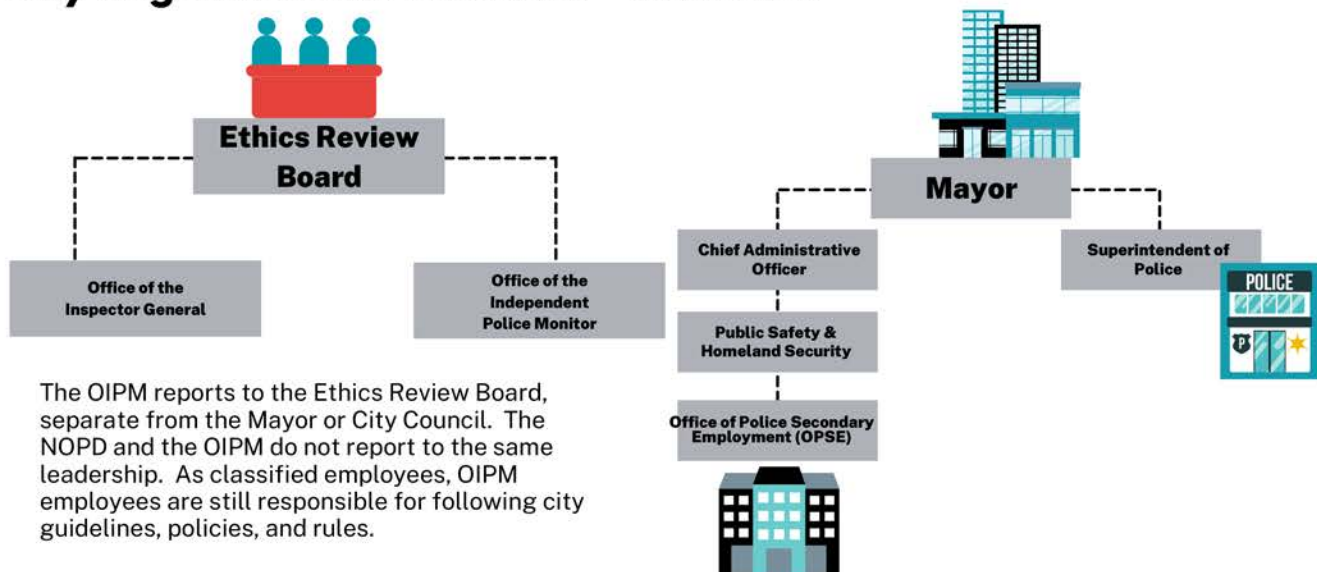 Ethics Review
Board
Mayor
Office of the
Inspector General
Office of the
Independent
Police Monitor
Chief Administrative
Officer
Superintendent of
Police
POLICE
P
Public Safety &
Homeland Security
Office of Police Secondary
Employment (OPSE)
The OIPM reports to the Ethics Review Board,
separate from the Mayor or City Council. The
NOPD and the OIPM do not report to the same
leadership. As classified employees, OIPM
employees are still responsible for following city
guidelines, policies, and rules.